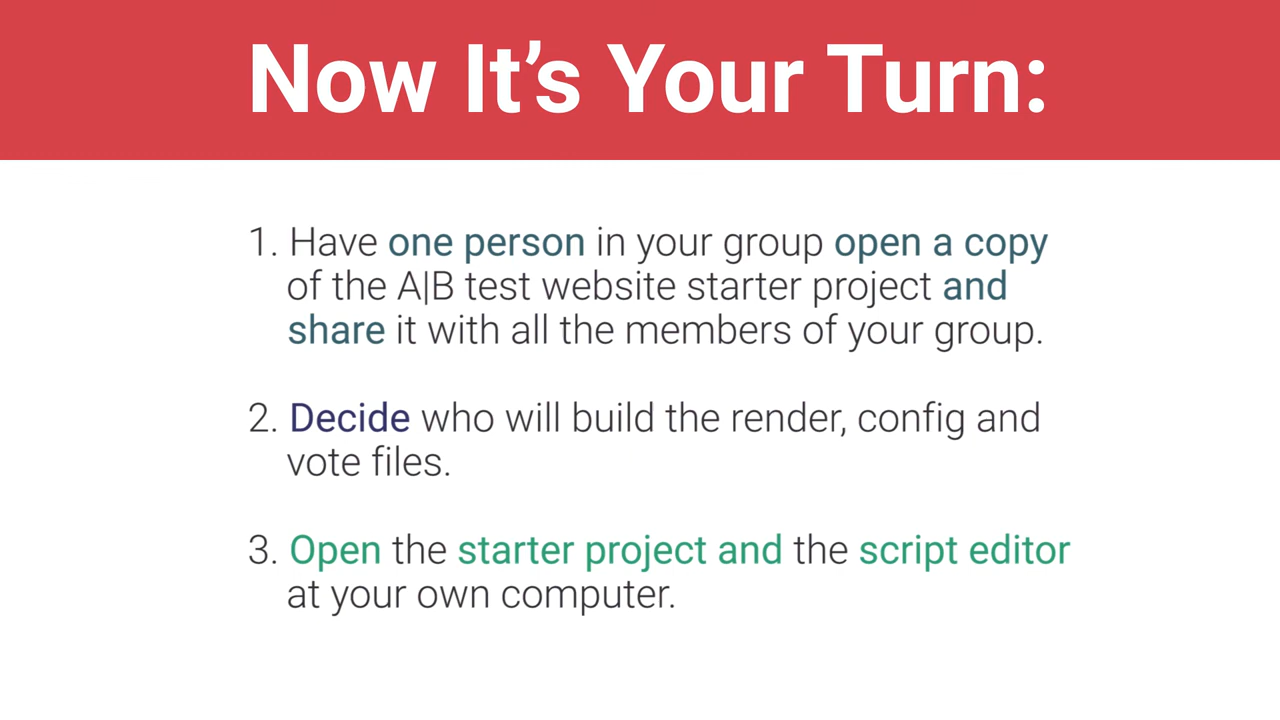 Now It’s Your Turn:
1. Have one person in your group open a copy
of the A|B test website starter project and
share it with all the members of your group.
2. Decide who will build the render, config and
vote files.
3. Open the starter project and the script editor
at your own computer.